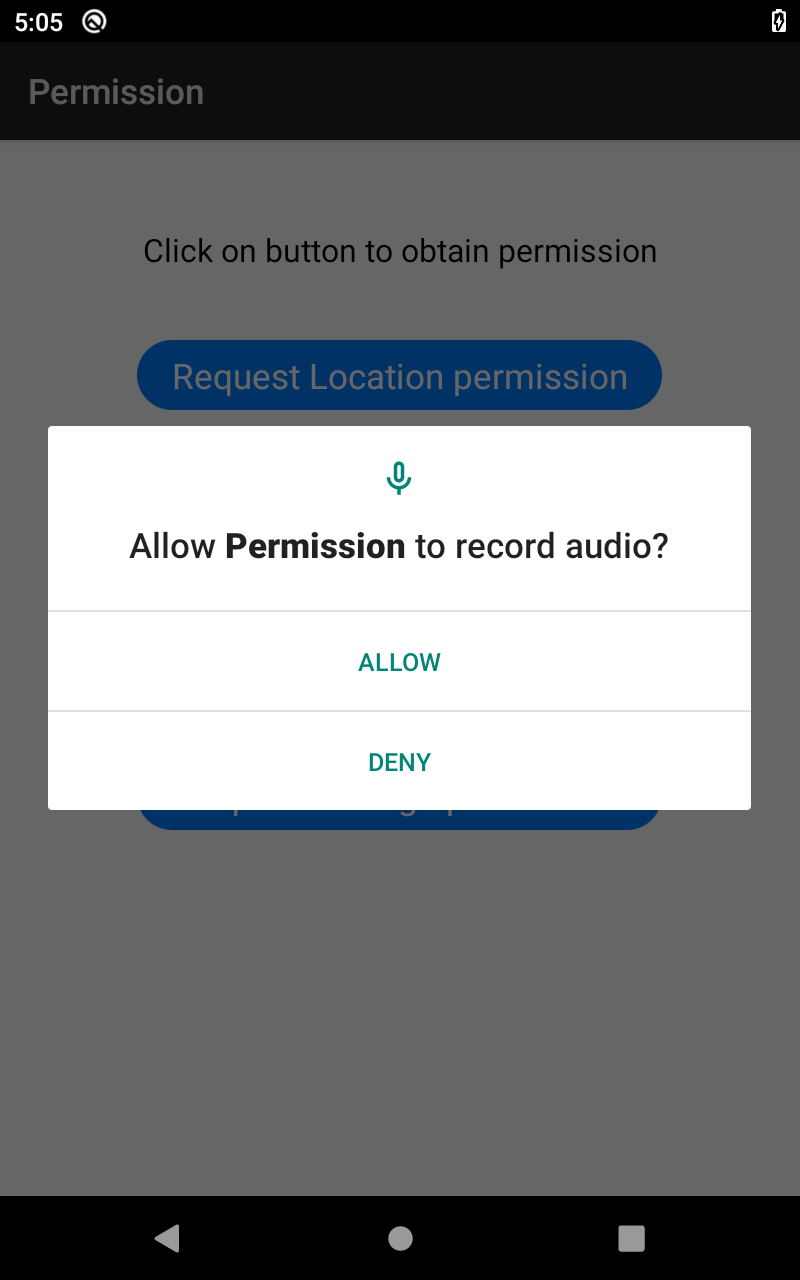 5:05
Permission
Click on button to obtain permission
Request Location permission
Allow Permission to record audio?
ALLOW
DENY